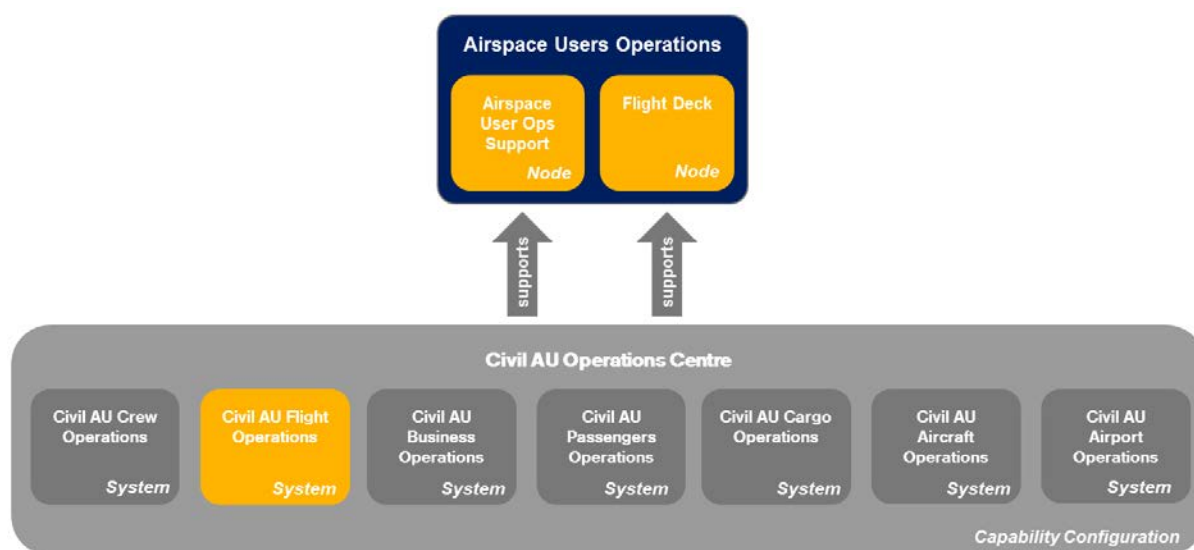 Airspace Users Operations
Airspace
User Ops
Support
Node
Flight Deck
Node
supports
supports
Civil AU Operations Centre
Civil AU Crew
Operations
System
Civil AU Flight
Operations
System
Civil AU
Business
Operations
System
Civil AU
Passengers
Operations
System
Civil AU Cargo
Operations
System
Civil AU
Aircraft
Operations
System
Civil AU
Airport
Operations
System
Capability Configuration